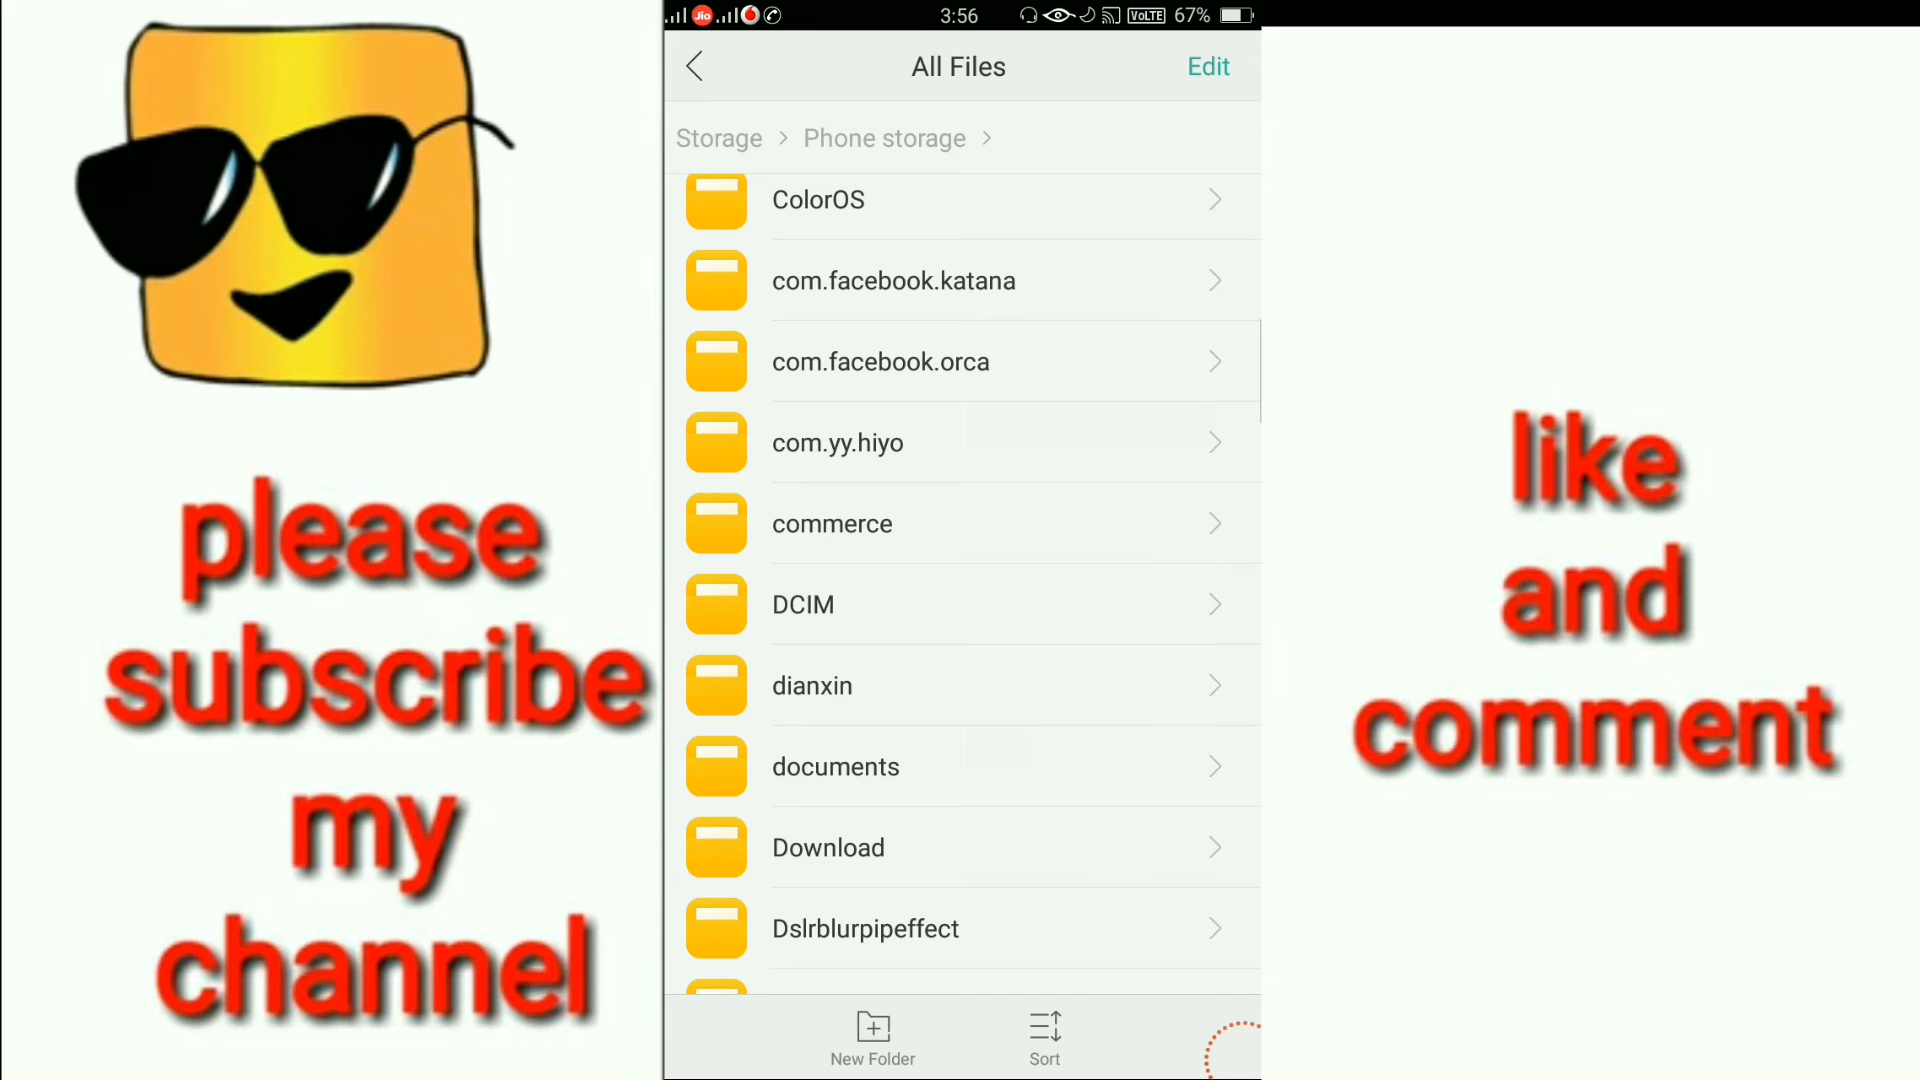 please
subscribe
my
channel
Jio
3:56
VoLTE
67%
All Files
Edit
Storage
Phone storage
ColorOS
com.facebook.katana
com.facebook.orca
com.yy.hiyo
commerce
DCIM
dianxin
documents
Download
Dslrblurpipeffect
New Folder
Sort
like
and
comment